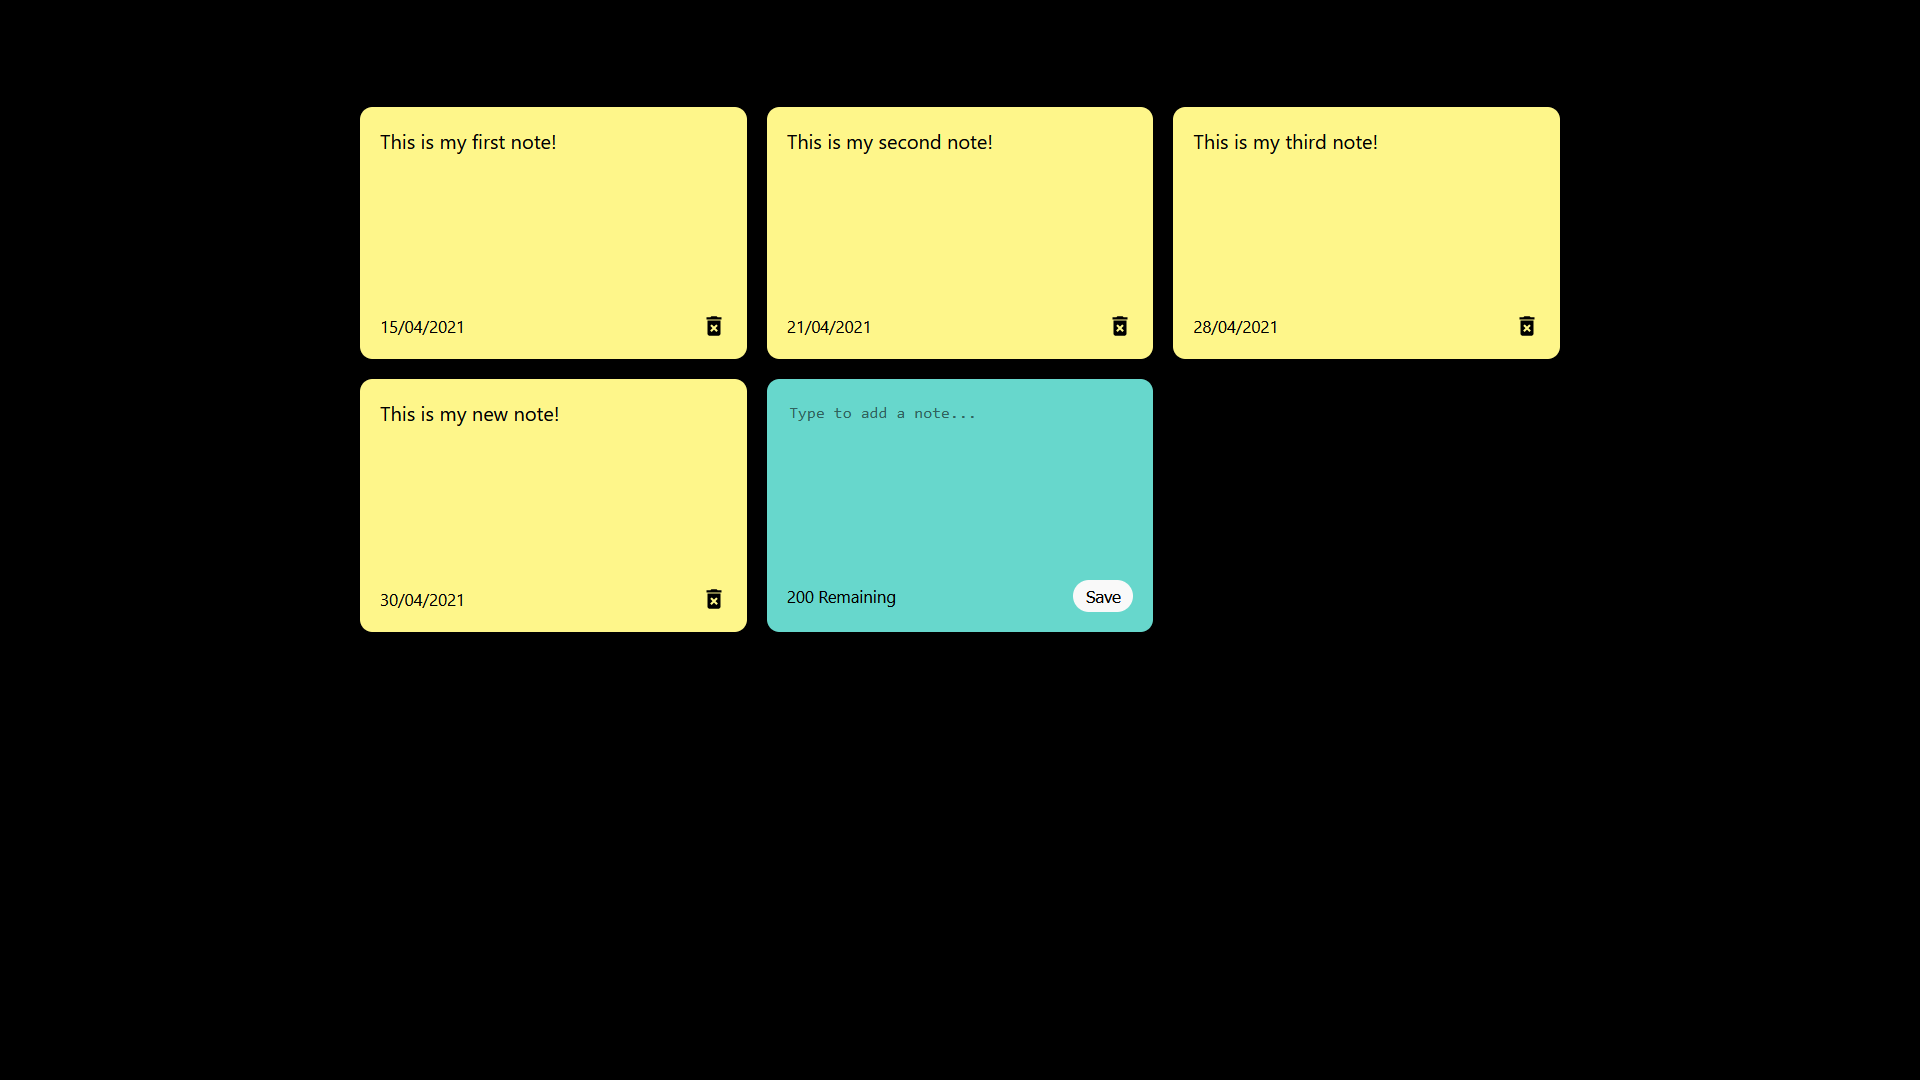 This is my first note!
This is my second note!
This is my third note!
15/04/2021
21/04/2021
28/04/2021
This is my new note!
Type to add a note...
30/04/2021
200 Remaining
Save